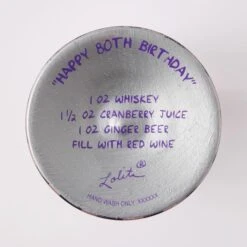 "HAPPY 80TH BIRTHDAY"
1 OZ WHISKEY
1 1/2 OZ CRANBERRY JUICE
1 OZ GINGER BEER
FILL WITH RED WINE
Lolita®
HAND WASH ONLY XXXXXX